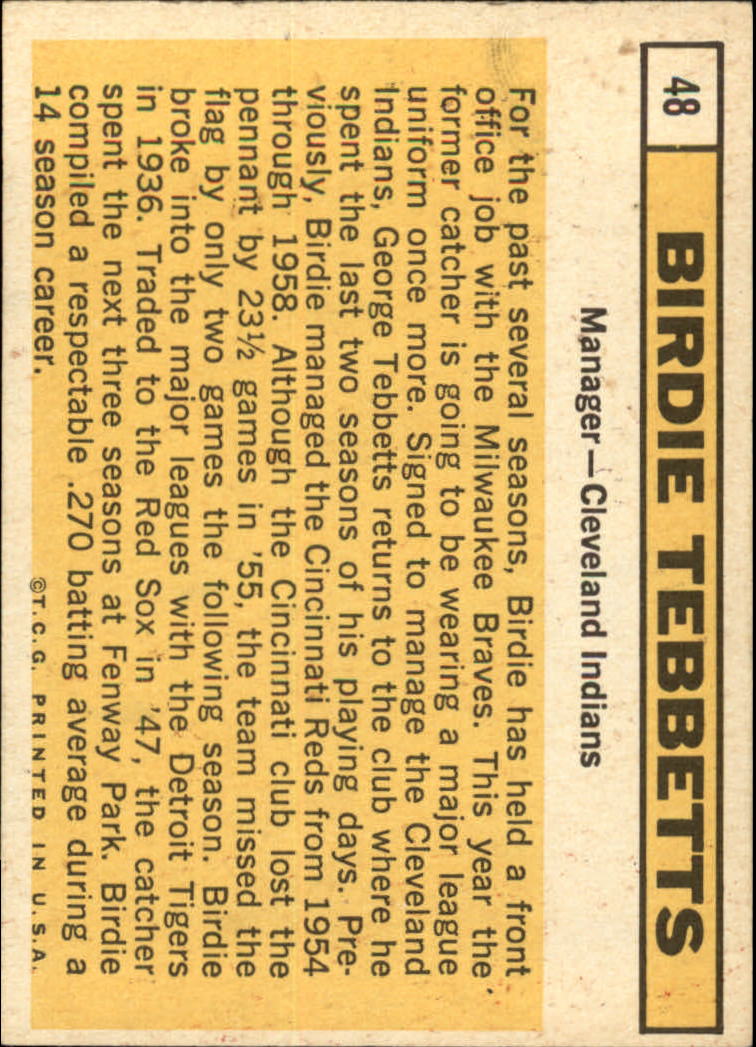 48
BIRDIE TEBBETTS
Manager—Cleveland Indians
For the past several seasons, Birdie has held a front
office job with the Milwaukee Braves. This year the
former catcher is going to be wearing a major league
uniform once more. Signed to manage the Cleveland
Indians, George Tebbetts returns to the club where he
spent the last two seasons of his playing days. Pre-
viously, Birdie managed the Cincinnati Reds from 1954
through 1958. Although the Cincinnati club lost the
pennant by 23½ games in '55, the team missed the
flag by only two games the following season. Birdie
broke into the major leagues with the Detroit Tigers
in 1936. Traded to the Red Sox in '47, the catcher
spent the next three seasons at Fenway Park. Birdie
compiled a respectable .270 batting average during a
14 season career.
©T.C.G. PRINTED IN U.S.A.